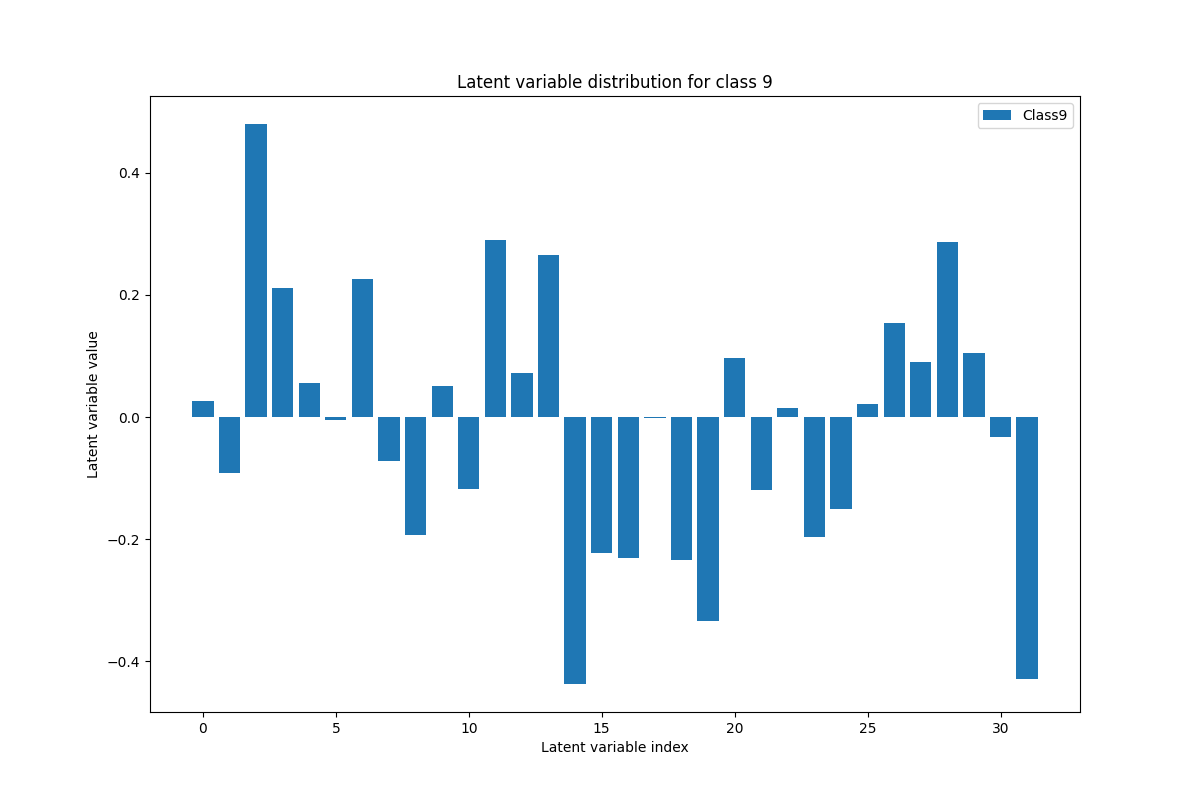 Latent variable distribution for class 9
Class9
Latent variable value
0.4
0.2
0.0
−0.2
−0.4
0 5 10 15 20 25 30
Latent variable index